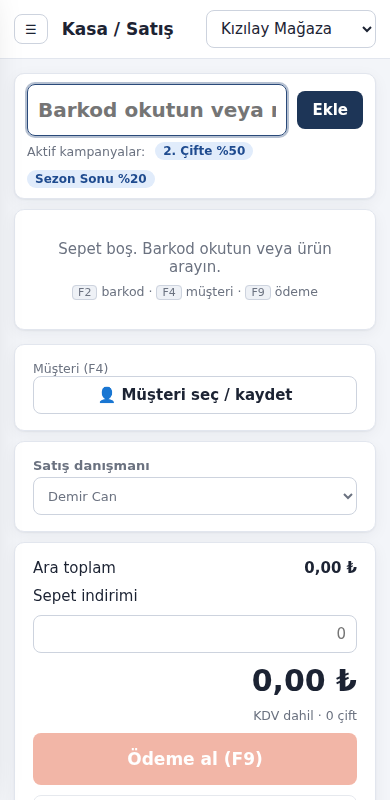 ☰ Kasa / Satış Kızılay Mağaza
Barkod okutun veya Ekle
Aktif kampanyalar: 2. Çifte %50
Sezon Sonu %20
Sepet boş. Barkod okutun veya ürün
arayın.
F2 barkod · F4 müşteri · F9 ödeme
Müşteri (F4)
👤 Müşteri seç / kaydet
Satış danışmanı
Demir Can
Ara toplam 0,00 ₺
Sepet indirimi
0
0,00 ₺
KDV dahil · 0 çift
Ödeme al (F9)